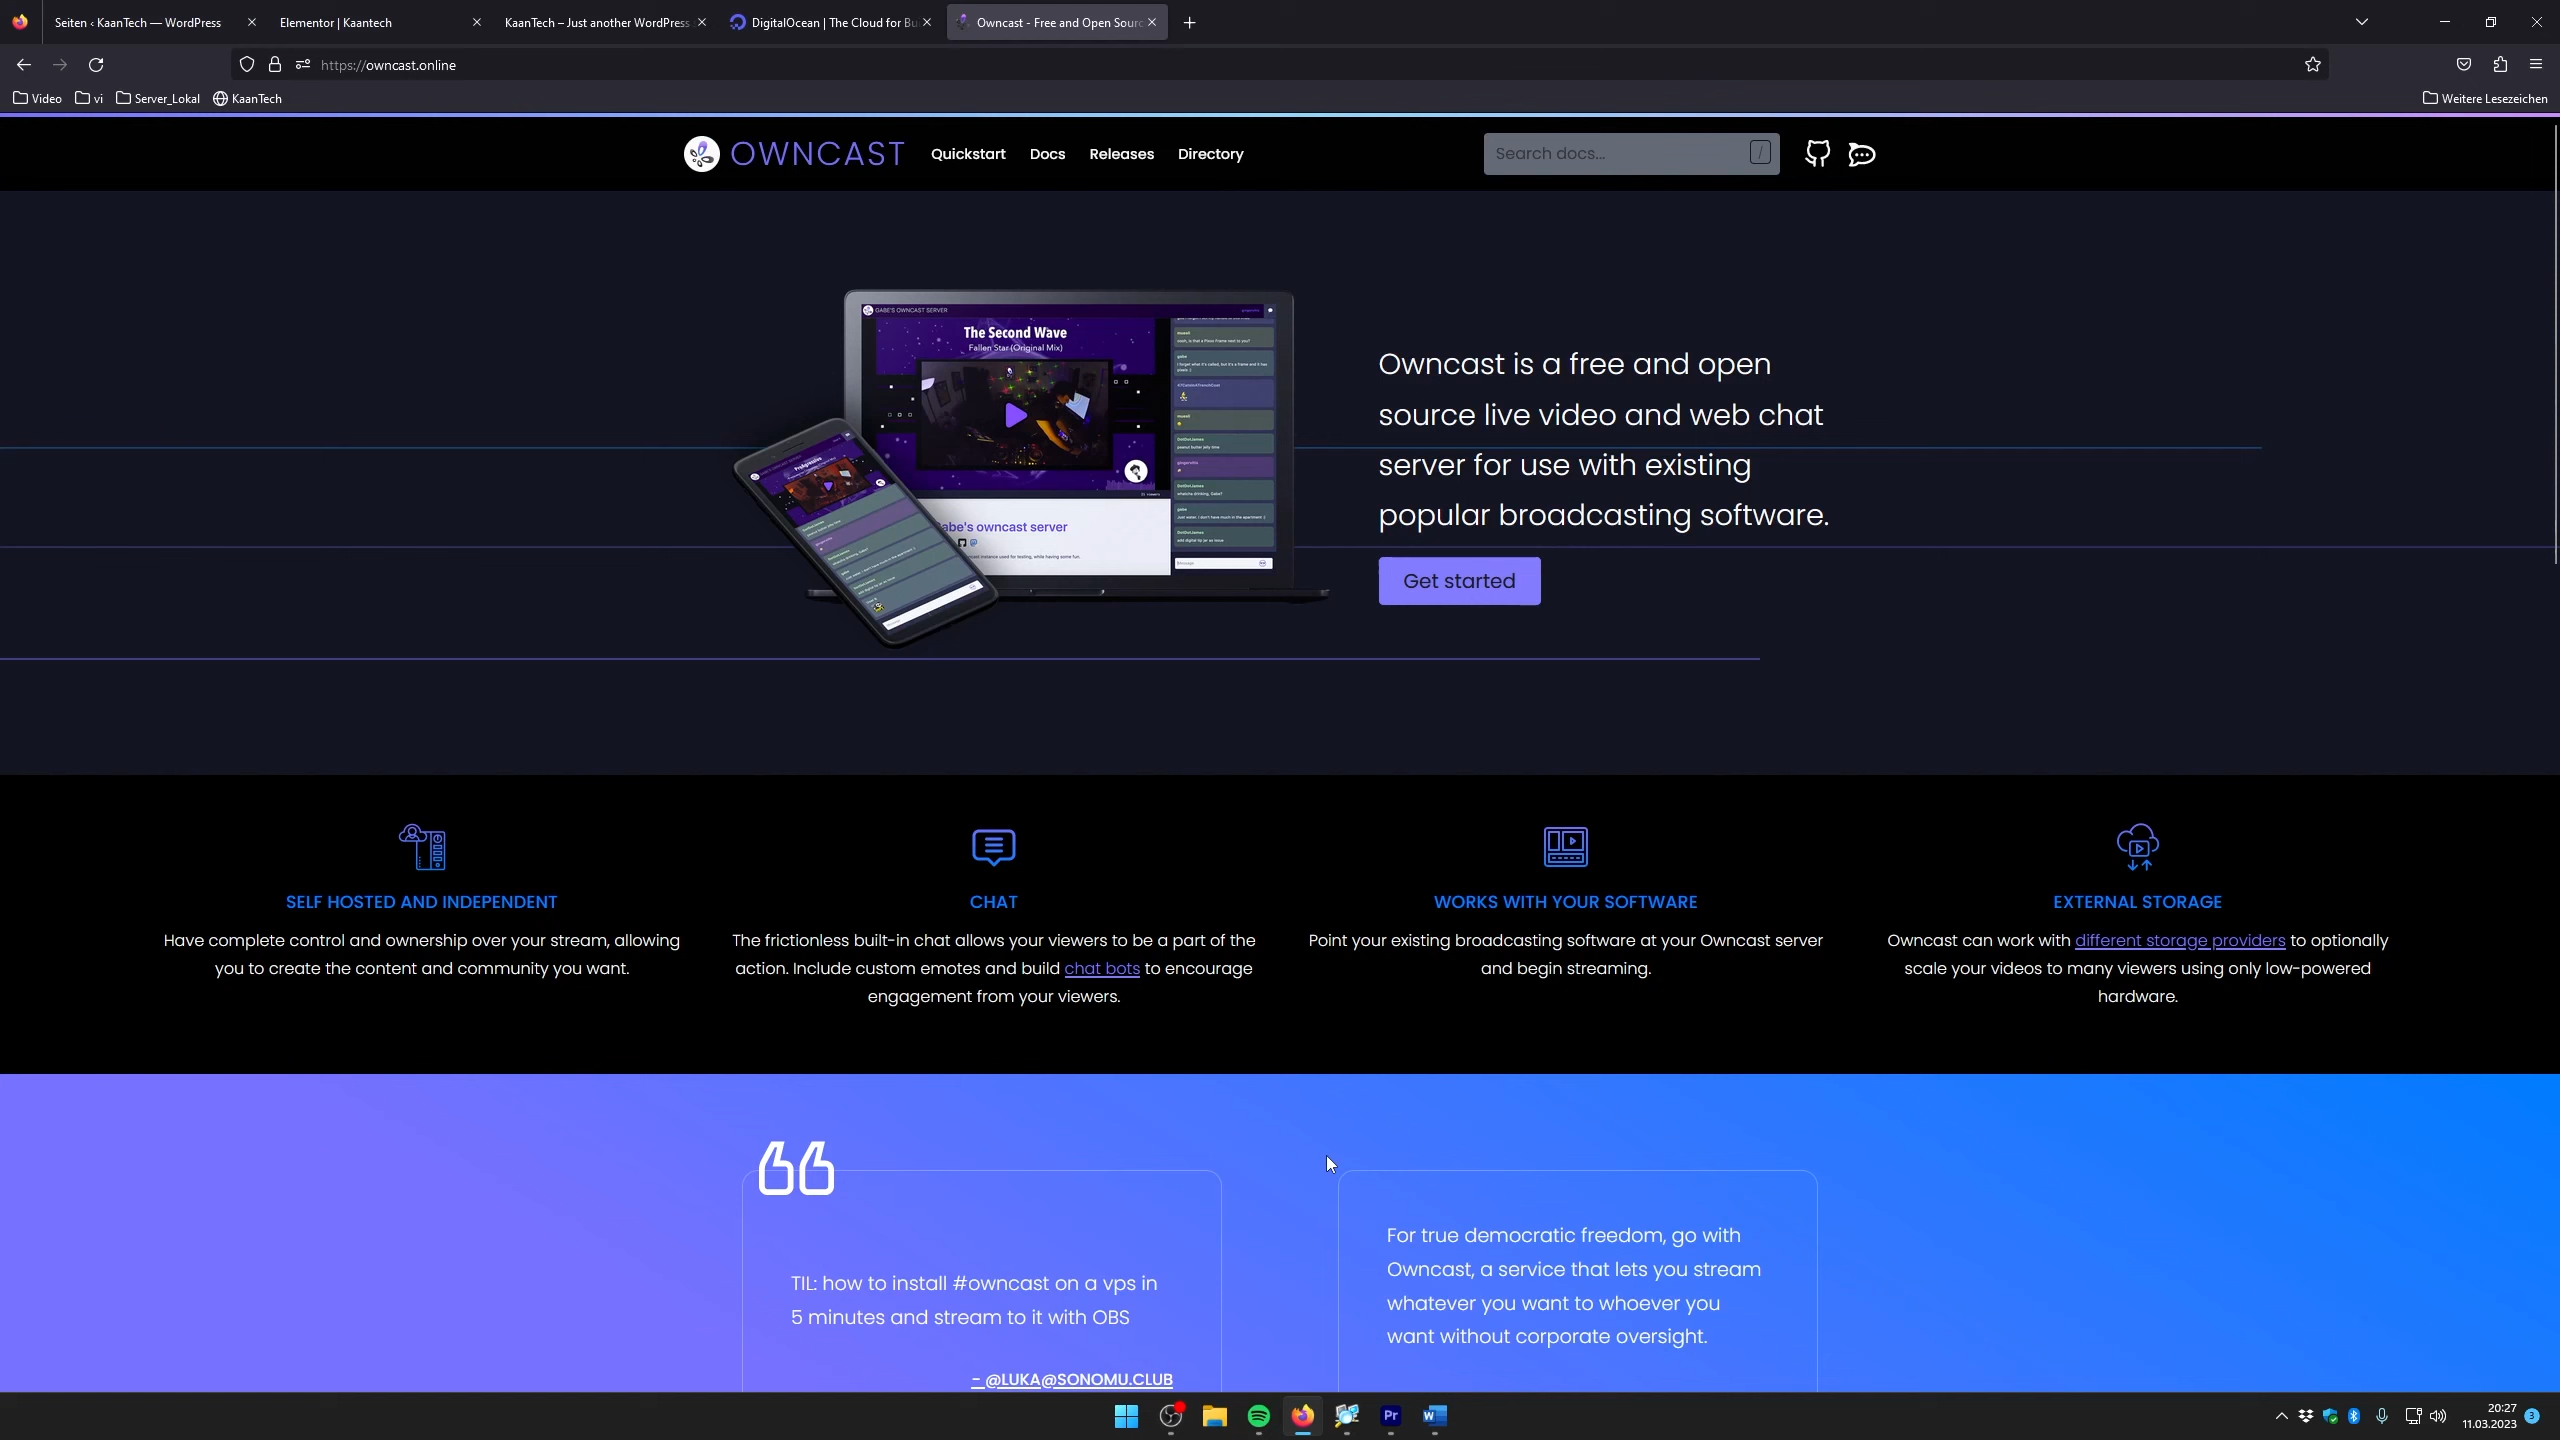 Seiten ‹ KaanTech — WordPress
Elementor | Kaantech
KaanTech – Just another WordPress
DigitalOcean | The Cloud for Bu
Owncast - Free and Open Sourc
https://owncast.online
Video
vi
Server_Lokal
KaanTech
Weitere Lesezeichen
OWNCAST
Quickstart
Docs
Releases
Directory
Search docs...
/
GABE'S OWNCAST SERVER
The Second Wave
Fallen Star (Original Mix)
Gabe's owncast server
Owncast is a free and open
source live video and web chat
server for use with existing
popular broadcasting software.
Get started
SELF HOSTED AND INDEPENDENT
Have complete control and ownership over your stream, allowing
you to create the content and community you want.
CHAT
The frictionless built-in chat allows your viewers to be a part of the
action. Include custom emotes and build chat bots to encourage
engagement from your viewers.
WORKS WITH YOUR SOFTWARE
Point your existing broadcasting software at your Owncast server
and begin streaming.
EXTERNAL STORAGE
Owncast can work with different storage providers to optionally
scale your videos to many viewers using only low-powered
hardware.
TIL: how to install #owncast on a vps in
5 minutes and stream to it with OBS
- @LUKA@SONOMU.CLUB
For true democratic freedom, go with
Owncast, a service that lets you stream
whatever you want to whoever you
want without corporate oversight.
Pr
W
20:27
11.03.2023
3